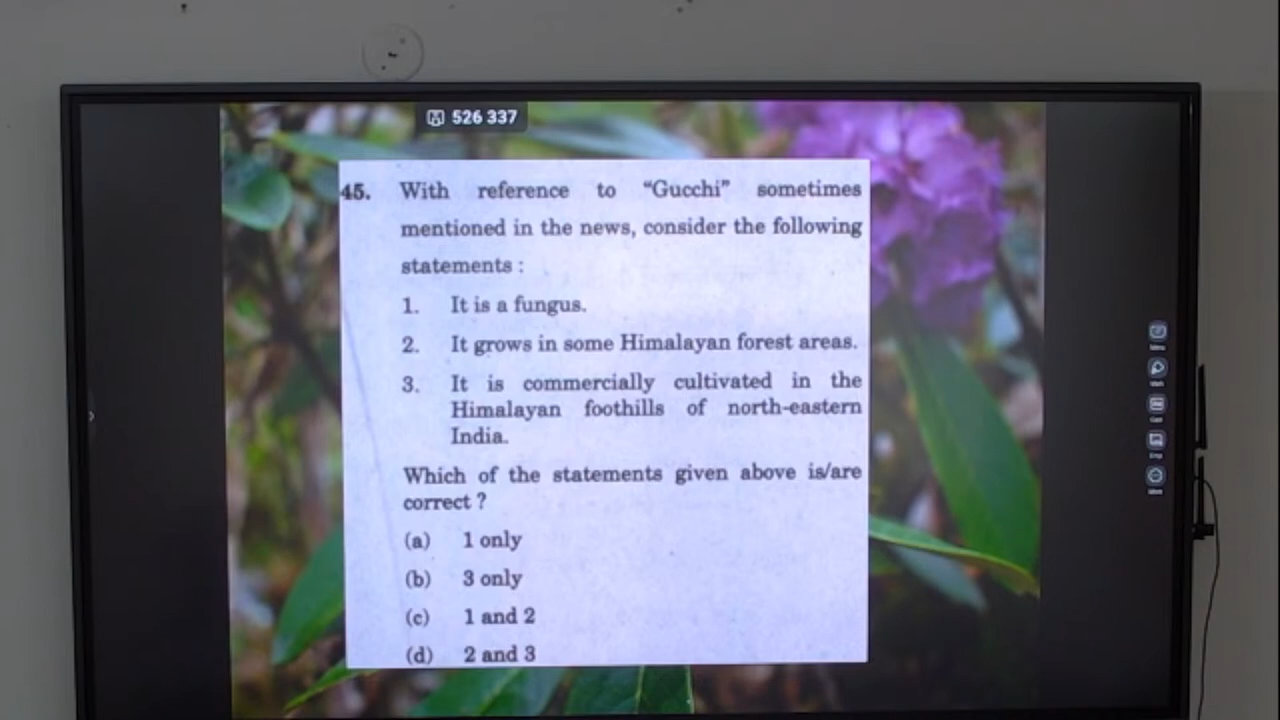 526 337
45. With reference to "Gucchi" sometimes
mentioned in the news, consider the following
statements :
1. It is a fungus.
2. It grows in some Himalayan forest areas.
3. It is commercially cultivated in the
Himalayan foothills of north-eastern
India.
Which of the statements given above is/are
correct ?
(a) 1 only
(b) 3 only
(c) 1 and 2
(d) 2 and 3